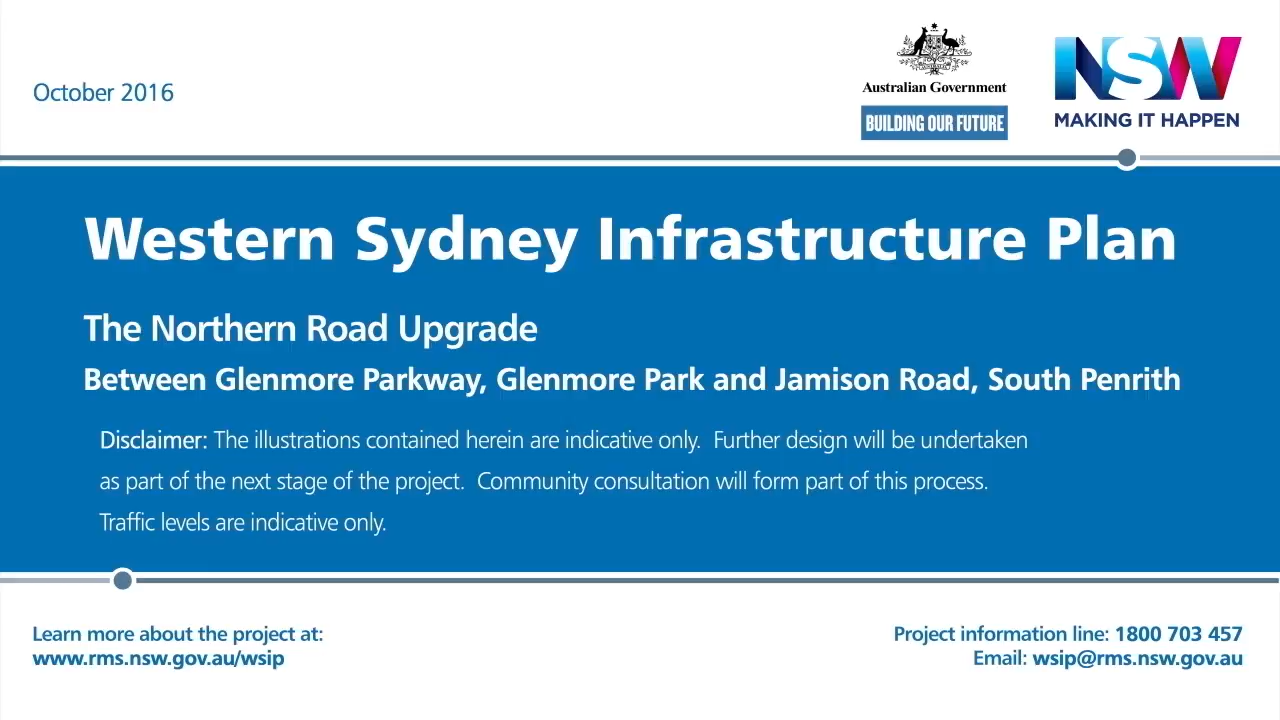 October 2016
Australian Government
BUILDING OUR FUTURE
NSW
MAKING IT HAPPEN
Western Sydney Infrastructure Plan
The Northern Road Upgrade
Between Glenmore Parkway, Glenmore Park and Jamison Road, South Penrith
Disclaimer: The illustrations contained herein are indicative only. Further design will be undertaken
as part of the next stage of the project. Community consultation will form part of this process.
Traffic levels are indicative only.
Learn more about the project at:
www.rms.nsw.gov.au/wsip
Project information line: 1800 703 457
Email: wsip@rms.nsw.gov.au